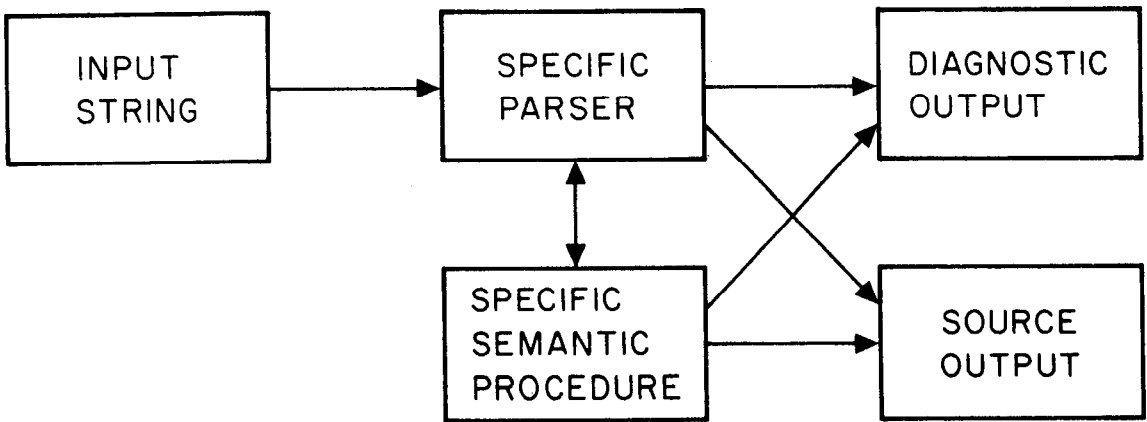 INPUT
STRING
SPECIFIC
PARSER
DIAGNOSTIC
OUTPUT
SPECIFIC
SEMANTIC
PROCEDURE
SOURCE
OUTPUT